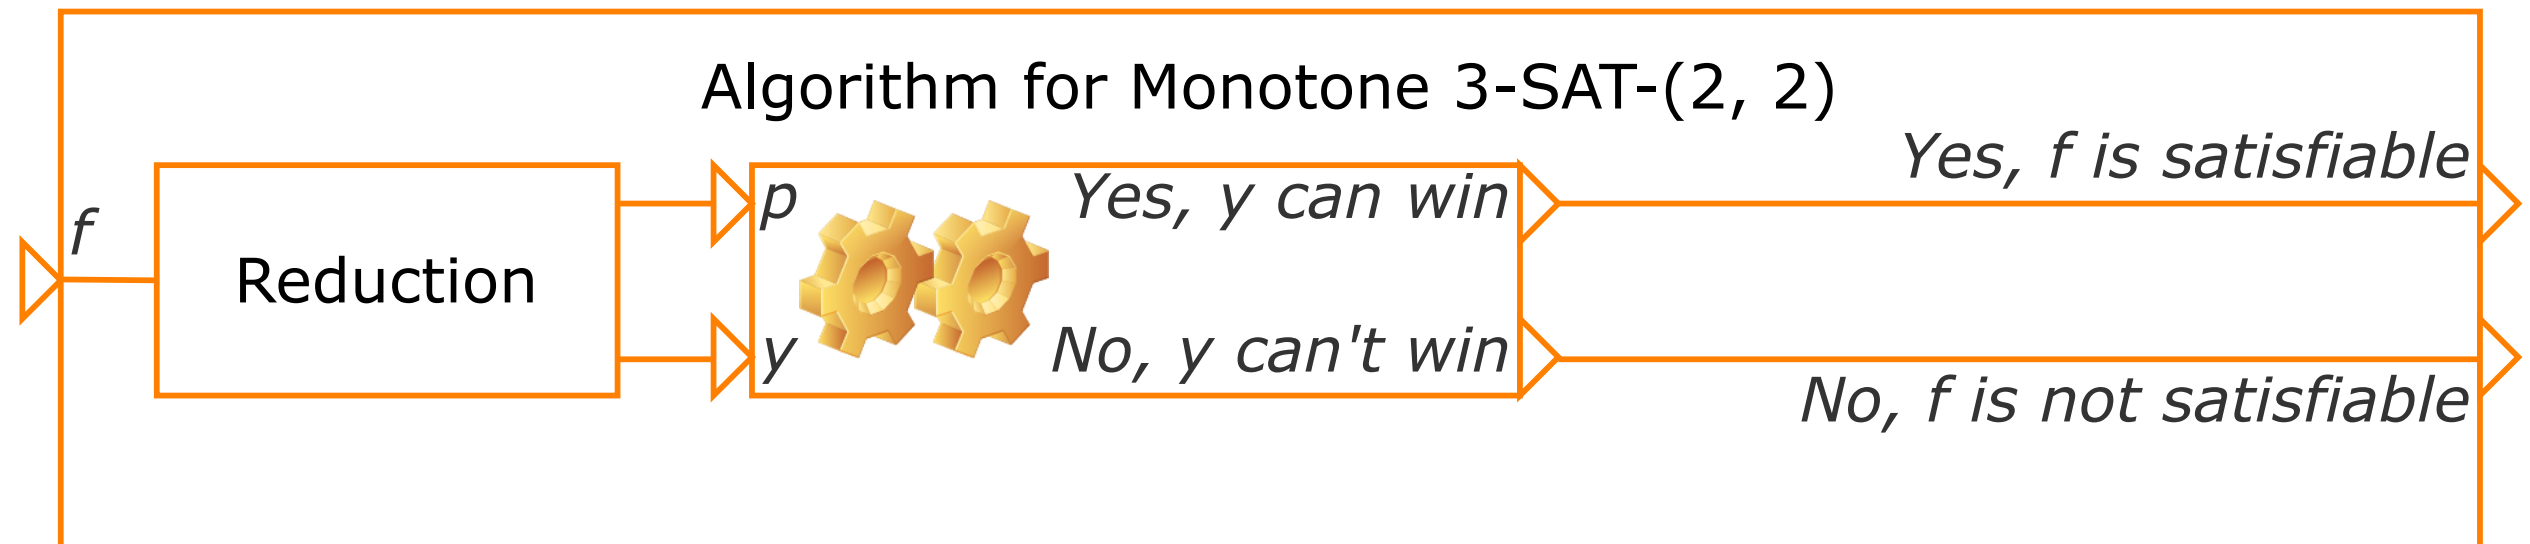 Algorithm for Monotone 3-SAT-(2, 2)
Yes, f is satisfiable
f
Reduction
p
Yes, y can win
y
No, y can't win
No, f is not satisfiable